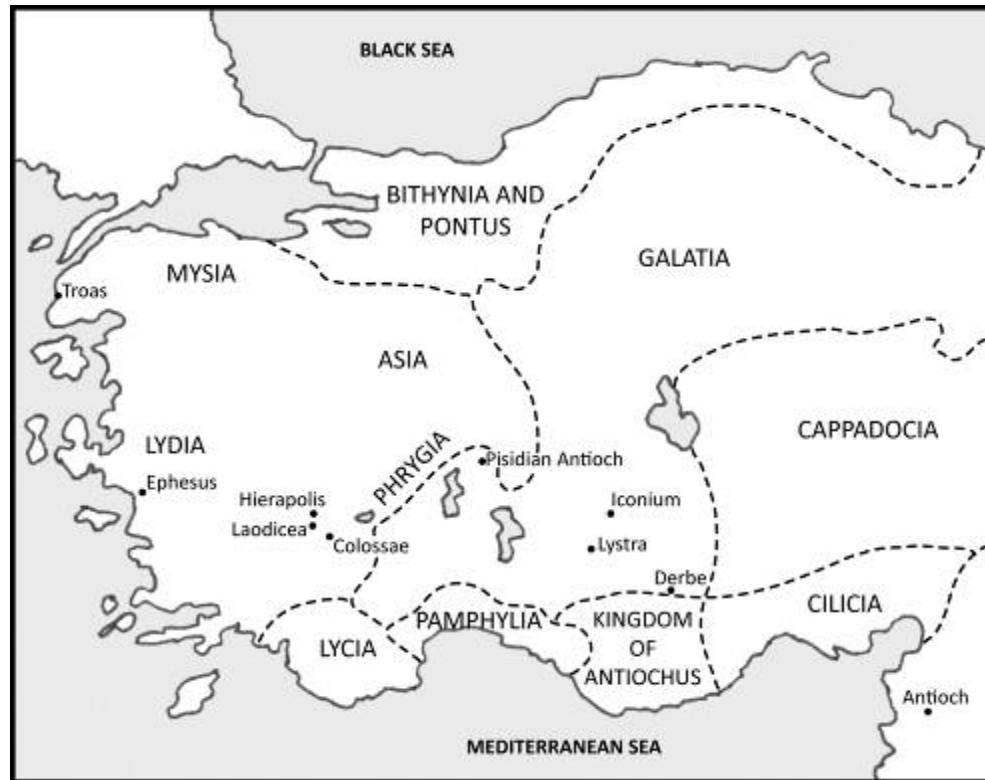 BLACK SEA
BITHYNIA AND
PONTUS
GALATIA
MYSIA
Troas
ASIA
CAPPADOCIA
LYDIA
PHRYGIA
Pisidian Antioch
Ephesus
Hierapolis
Iconium
Laodicea
Colossae
Lystra
Derbe
CILICIA
PAMPHYLIA
KINGDOM
OF
ANTIOCHUS
LYCIA
Antioch
MEDITERRANEAN SEA